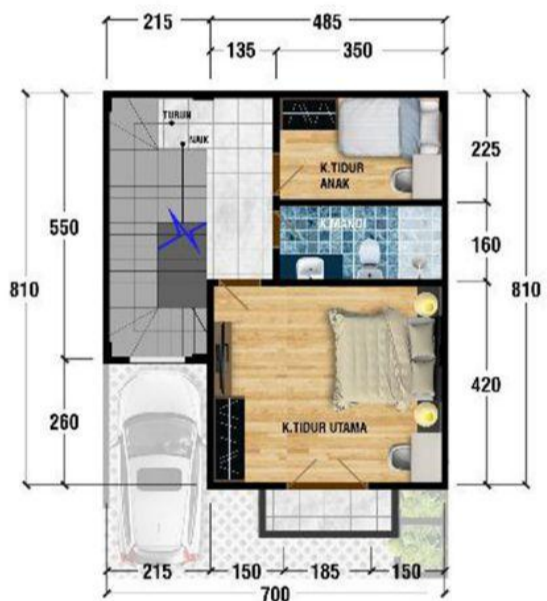 215
485
135
350
TURUN
NAIK
K.TIDUR
ANAK
225
550
K.MANDI
160
810
810
260
K.TIDUR UTAMA
420
215
150
185
150
700